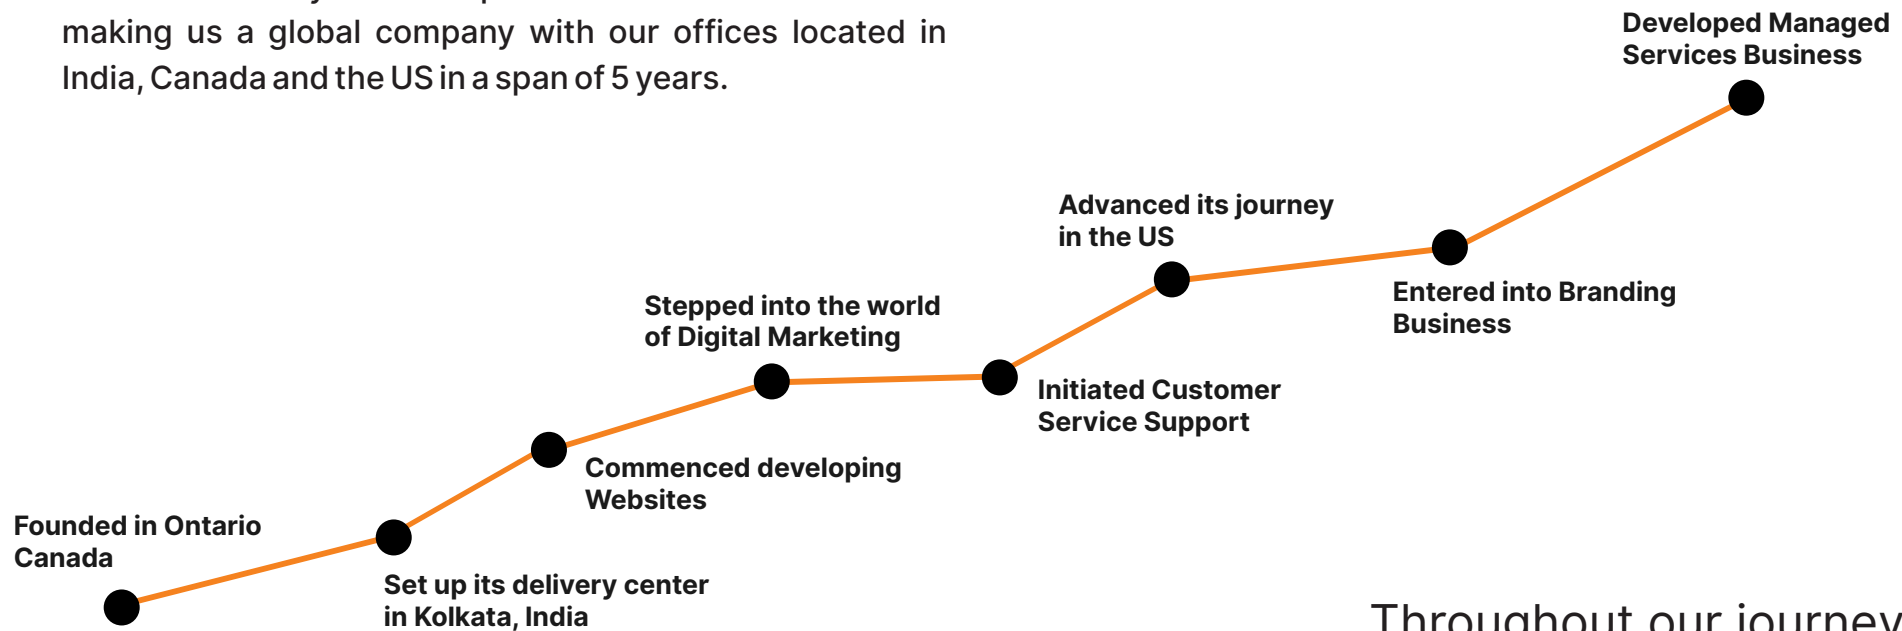 making us a global company with our offices located in
India, Canada and the US in a span of 5 years.
Developed Managed
Services Business
Advanced its journey
in the US
Entered into Branding
Business
Stepped into the world
of Digital Marketing
Initiated Customer
Service Support
Commenced developing
Websites
Founded in Ontario
Canada
Set up its delivery center
in Kolkata, India
Throughout our journey